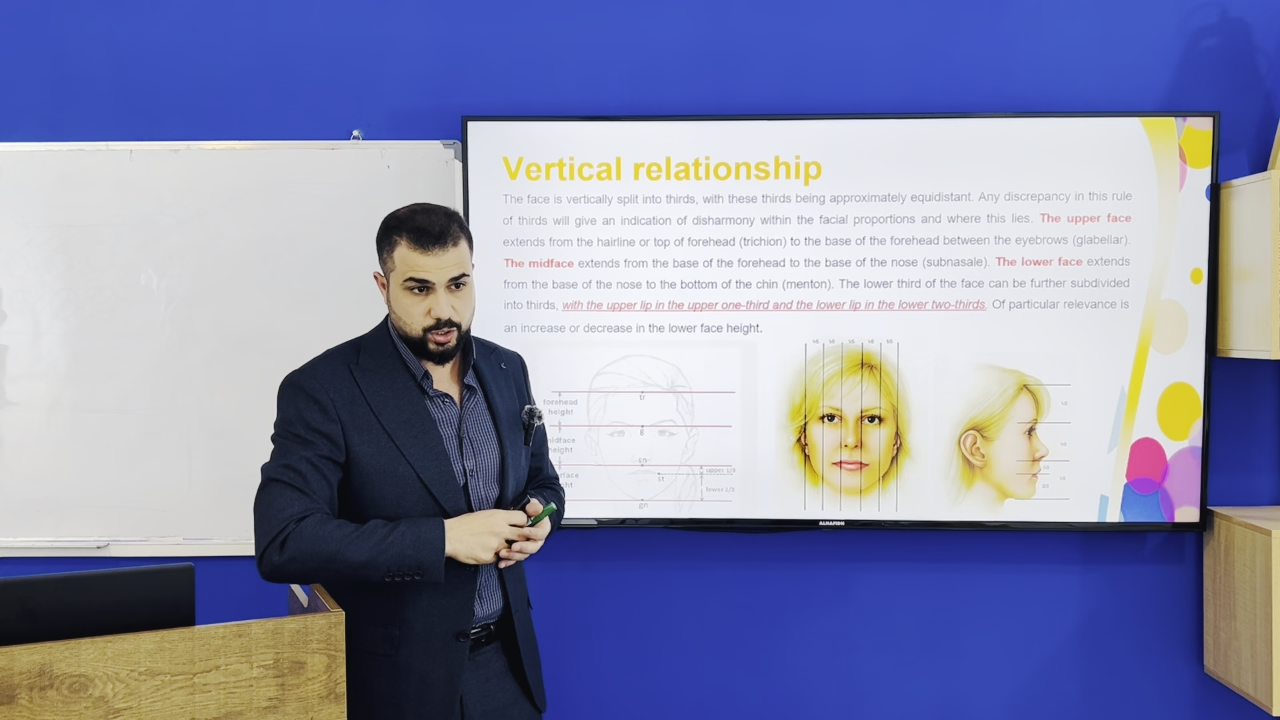 Vertical relationship
The face is vertically split into thirds, with these thirds being approximately equidistant. Any discrepancy in this rule
of thirds will give an indication of disharmony within the facial proportions and where this lies. The upper face
extends from the hairline or top of forehead (trichion) to the base of the forehead between the eyebrows (glabellar).
The midface extends from the base of the forehead to the base of the nose (subnasale). The lower face extends
from the base of the nose to the bottom of the chin (menton). The lower third of the face can be further subdivided
into thirds, with the upper lip in the upper one-third and the lower lip in the lower two-thirds. Of particular relevance is
an increase or decrease in the lower face height.
forehead
height
tr
midface
height
sn
face
height
st
upper 1/3
lower 2/3
gn